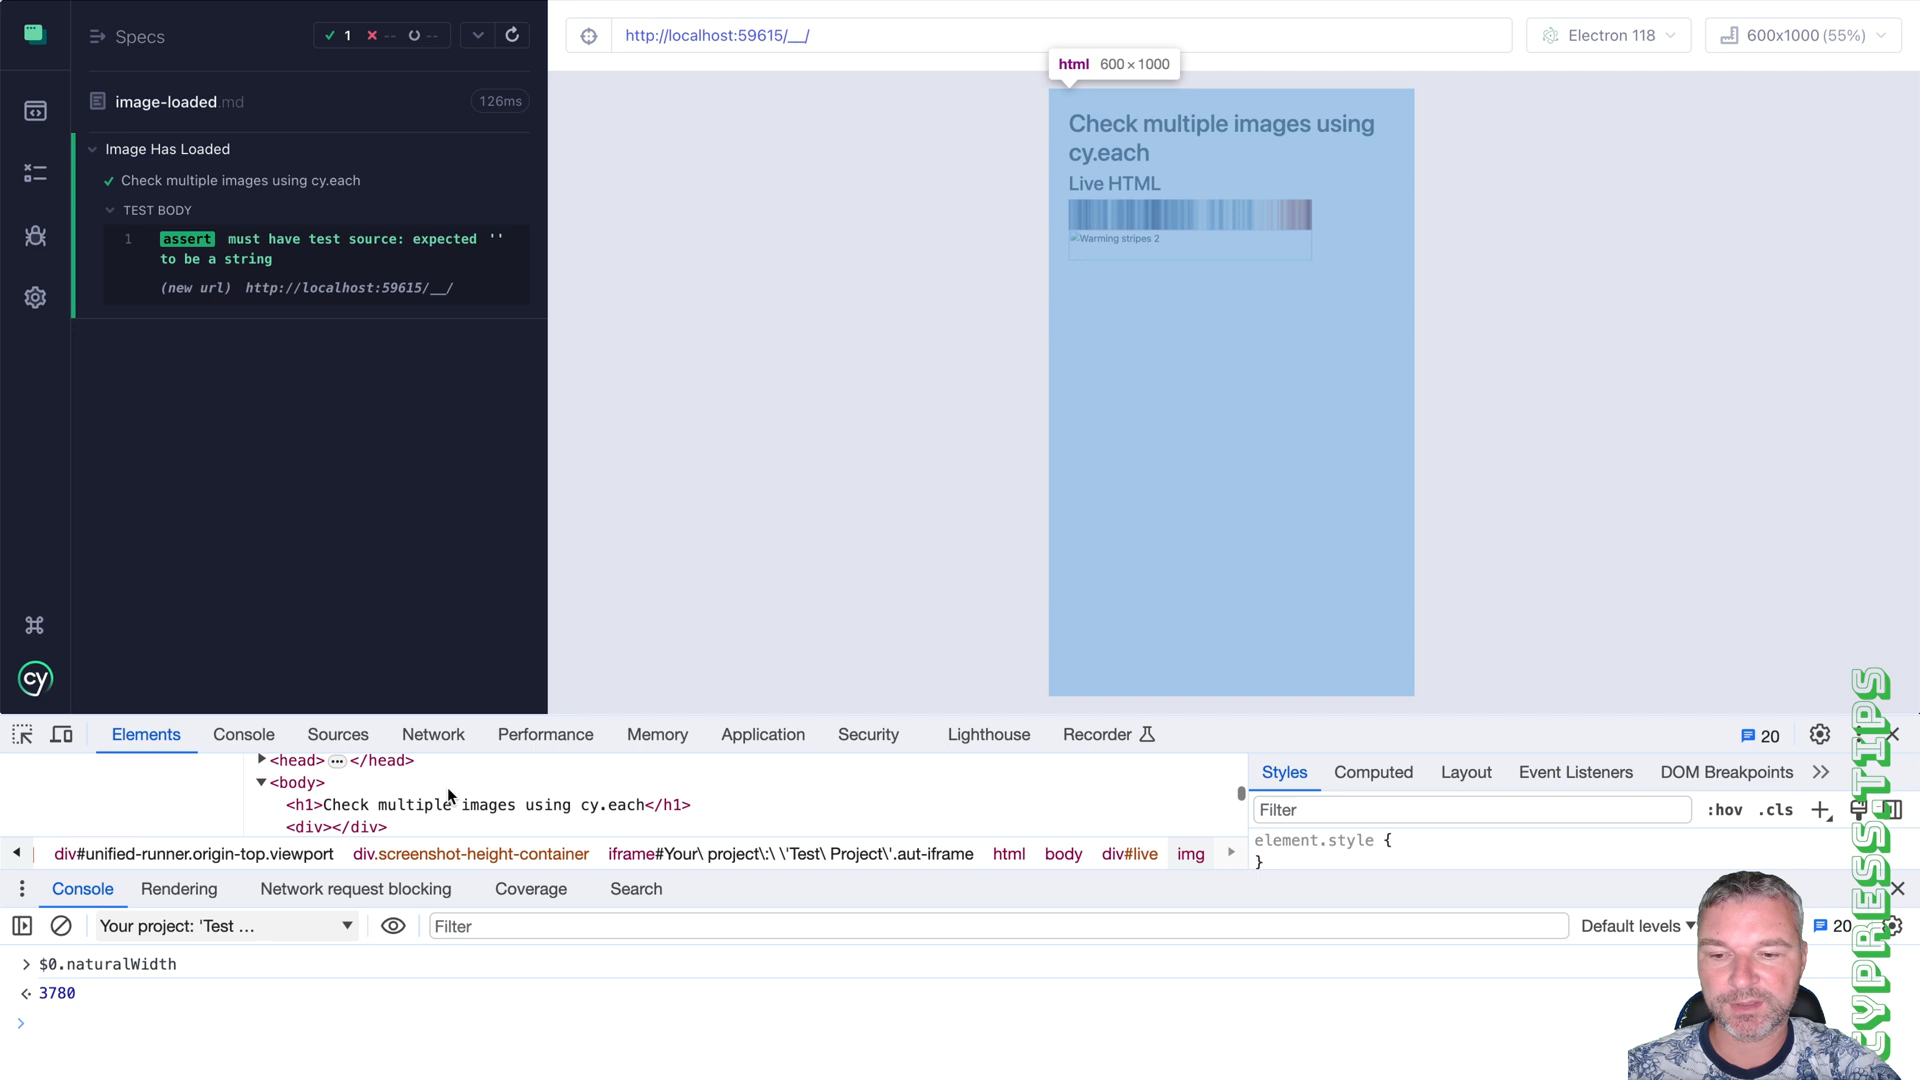 Specs
1
--
--
http://localhost:59615/__/
Electron 118
600x1000 (55%)
html 600×1000
image-loaded.md
126ms
Image Has Loaded
Check multiple images using cy.each
TEST BODY
1 assert must have test source: expected ''
to be a string
(new url) http://localhost:59615/__/
Check multiple images using
cy.each
Live HTML
Warming stripes 2
cy
Elements
Console
Sources
Network
Performance
Memory
Application
Security
Lighthouse
Recorder
20
<head>…</head>
<body>
<h1>Check multiple images using cy.each</h1>
<div></div>
Styles
Computed
Layout
Event Listeners
DOM Breakpoints
Filter
:hov
.cls
element.style {
}
div#unified-runner.origin-top.viewport
div.screenshot-height-container
iframe#Your\ project\:\ \'Test\ Project\'.aut-iframe
html
body
div#live
img
Console
Rendering
Network request blocking
Coverage
Search
Your project: 'Test ...
Filter
Default levels
20
> $0.naturalWidth
3780
>
CYPRESS TIPS